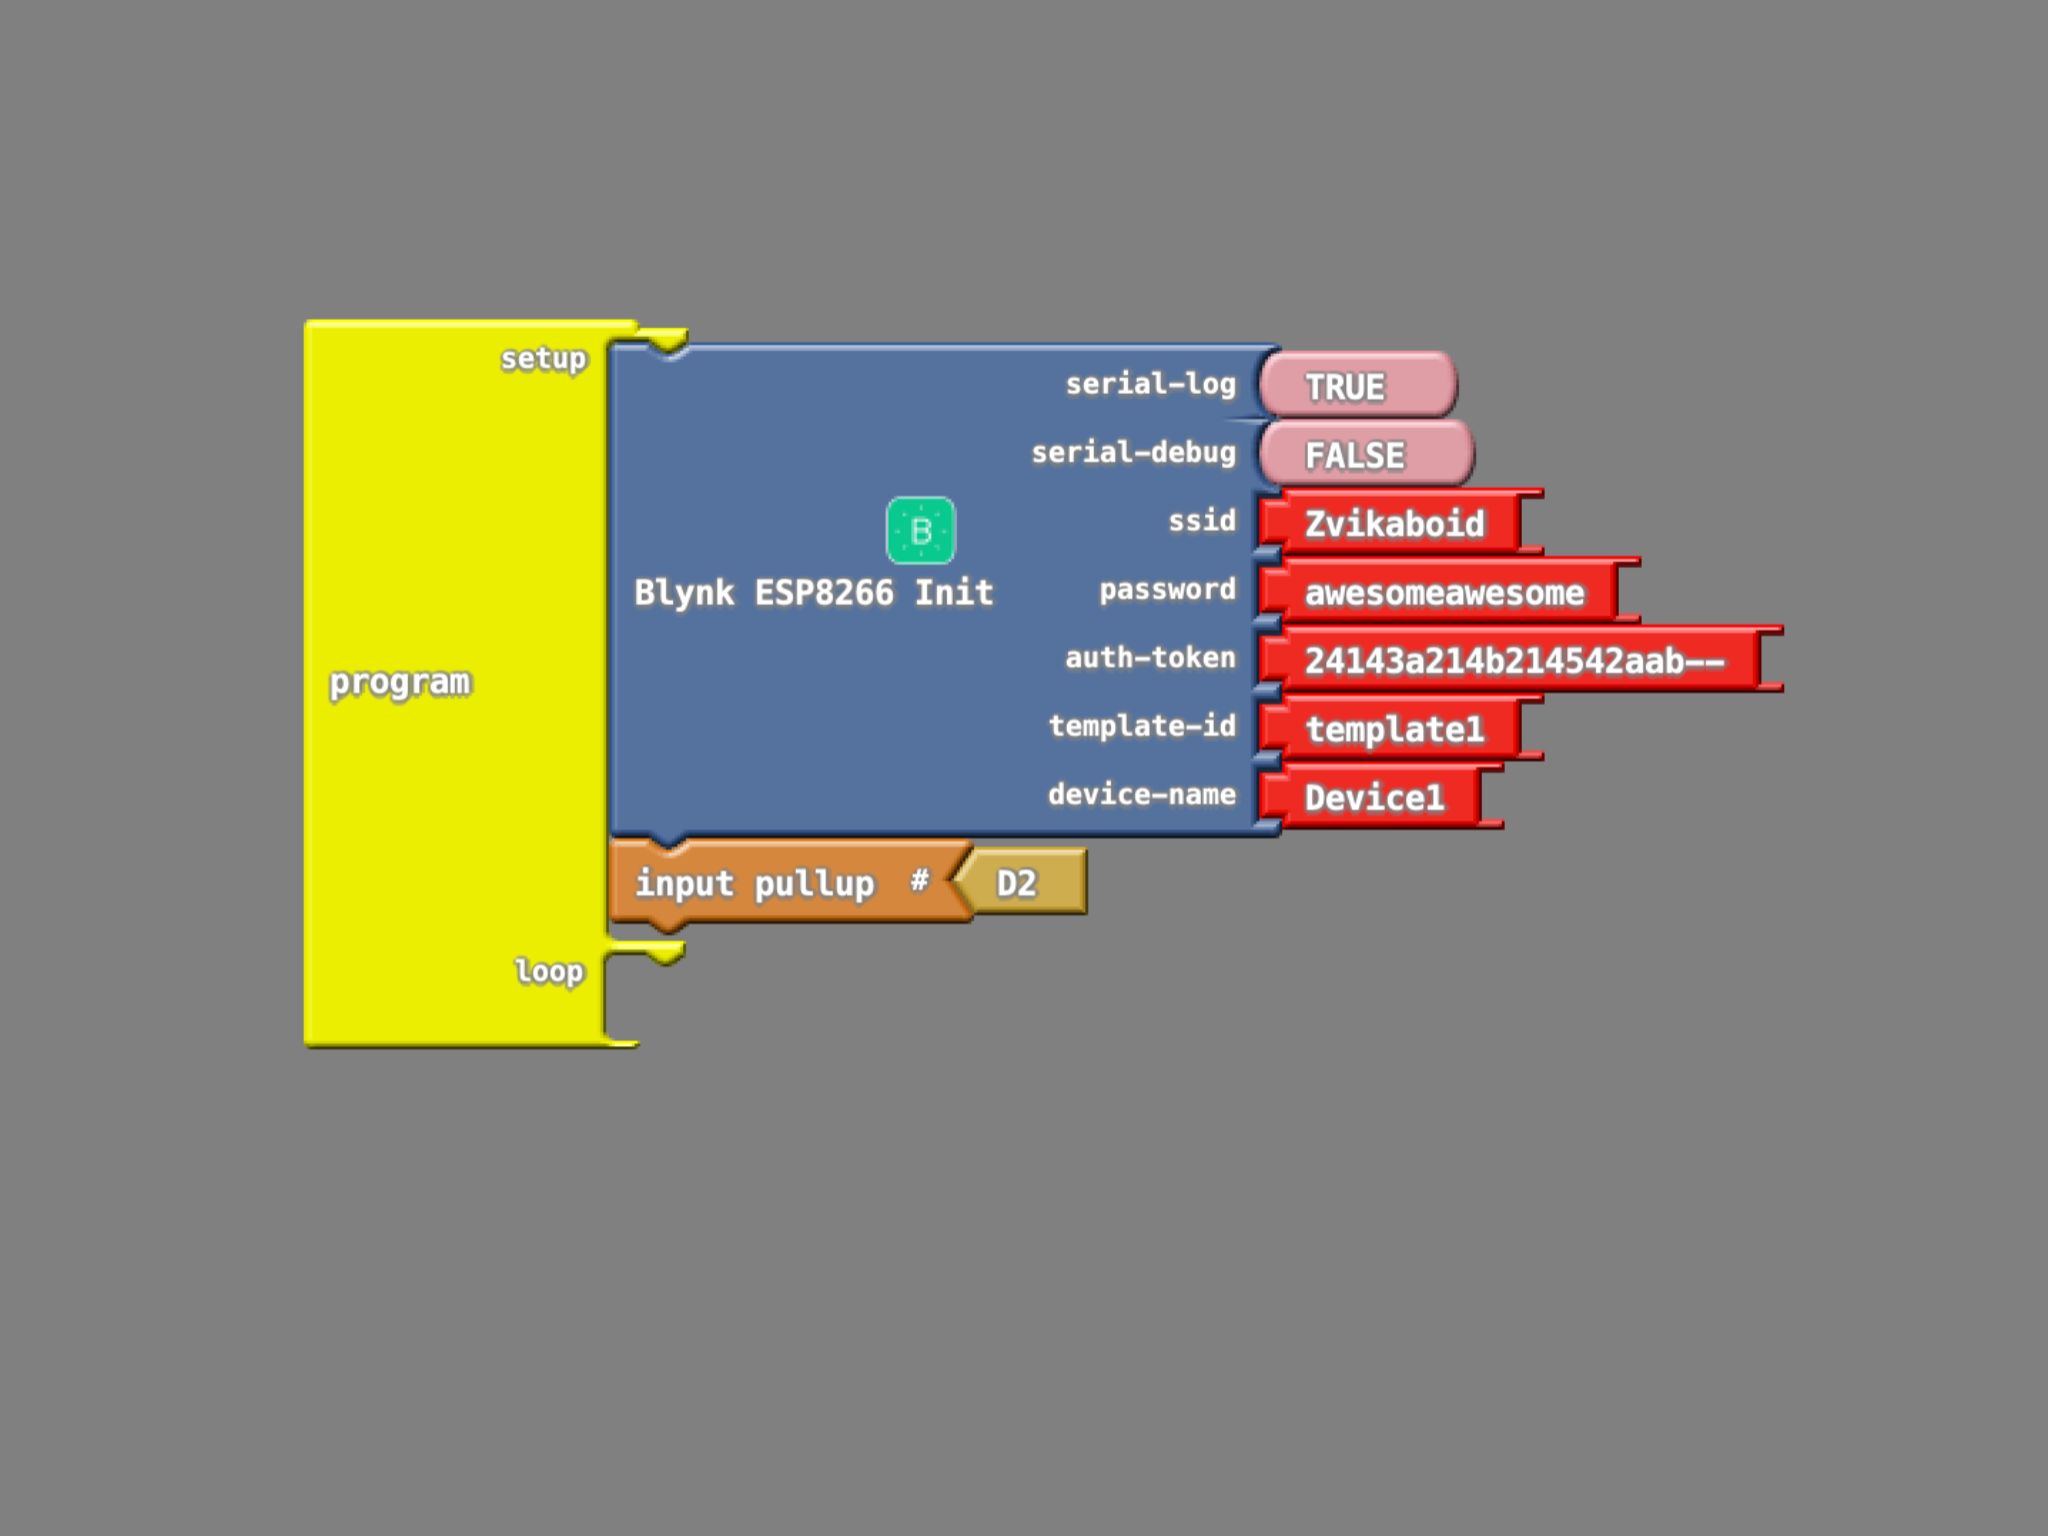 setup
serial-log TRUE
serial-debug FALSE
B
ssid Zvikaboid
Blynk ESP8266 Init
password awesomeawesome
auth-token 24143a214b214542aab--
program
template-id template1
device-name Device1
input pullup # D2
loop